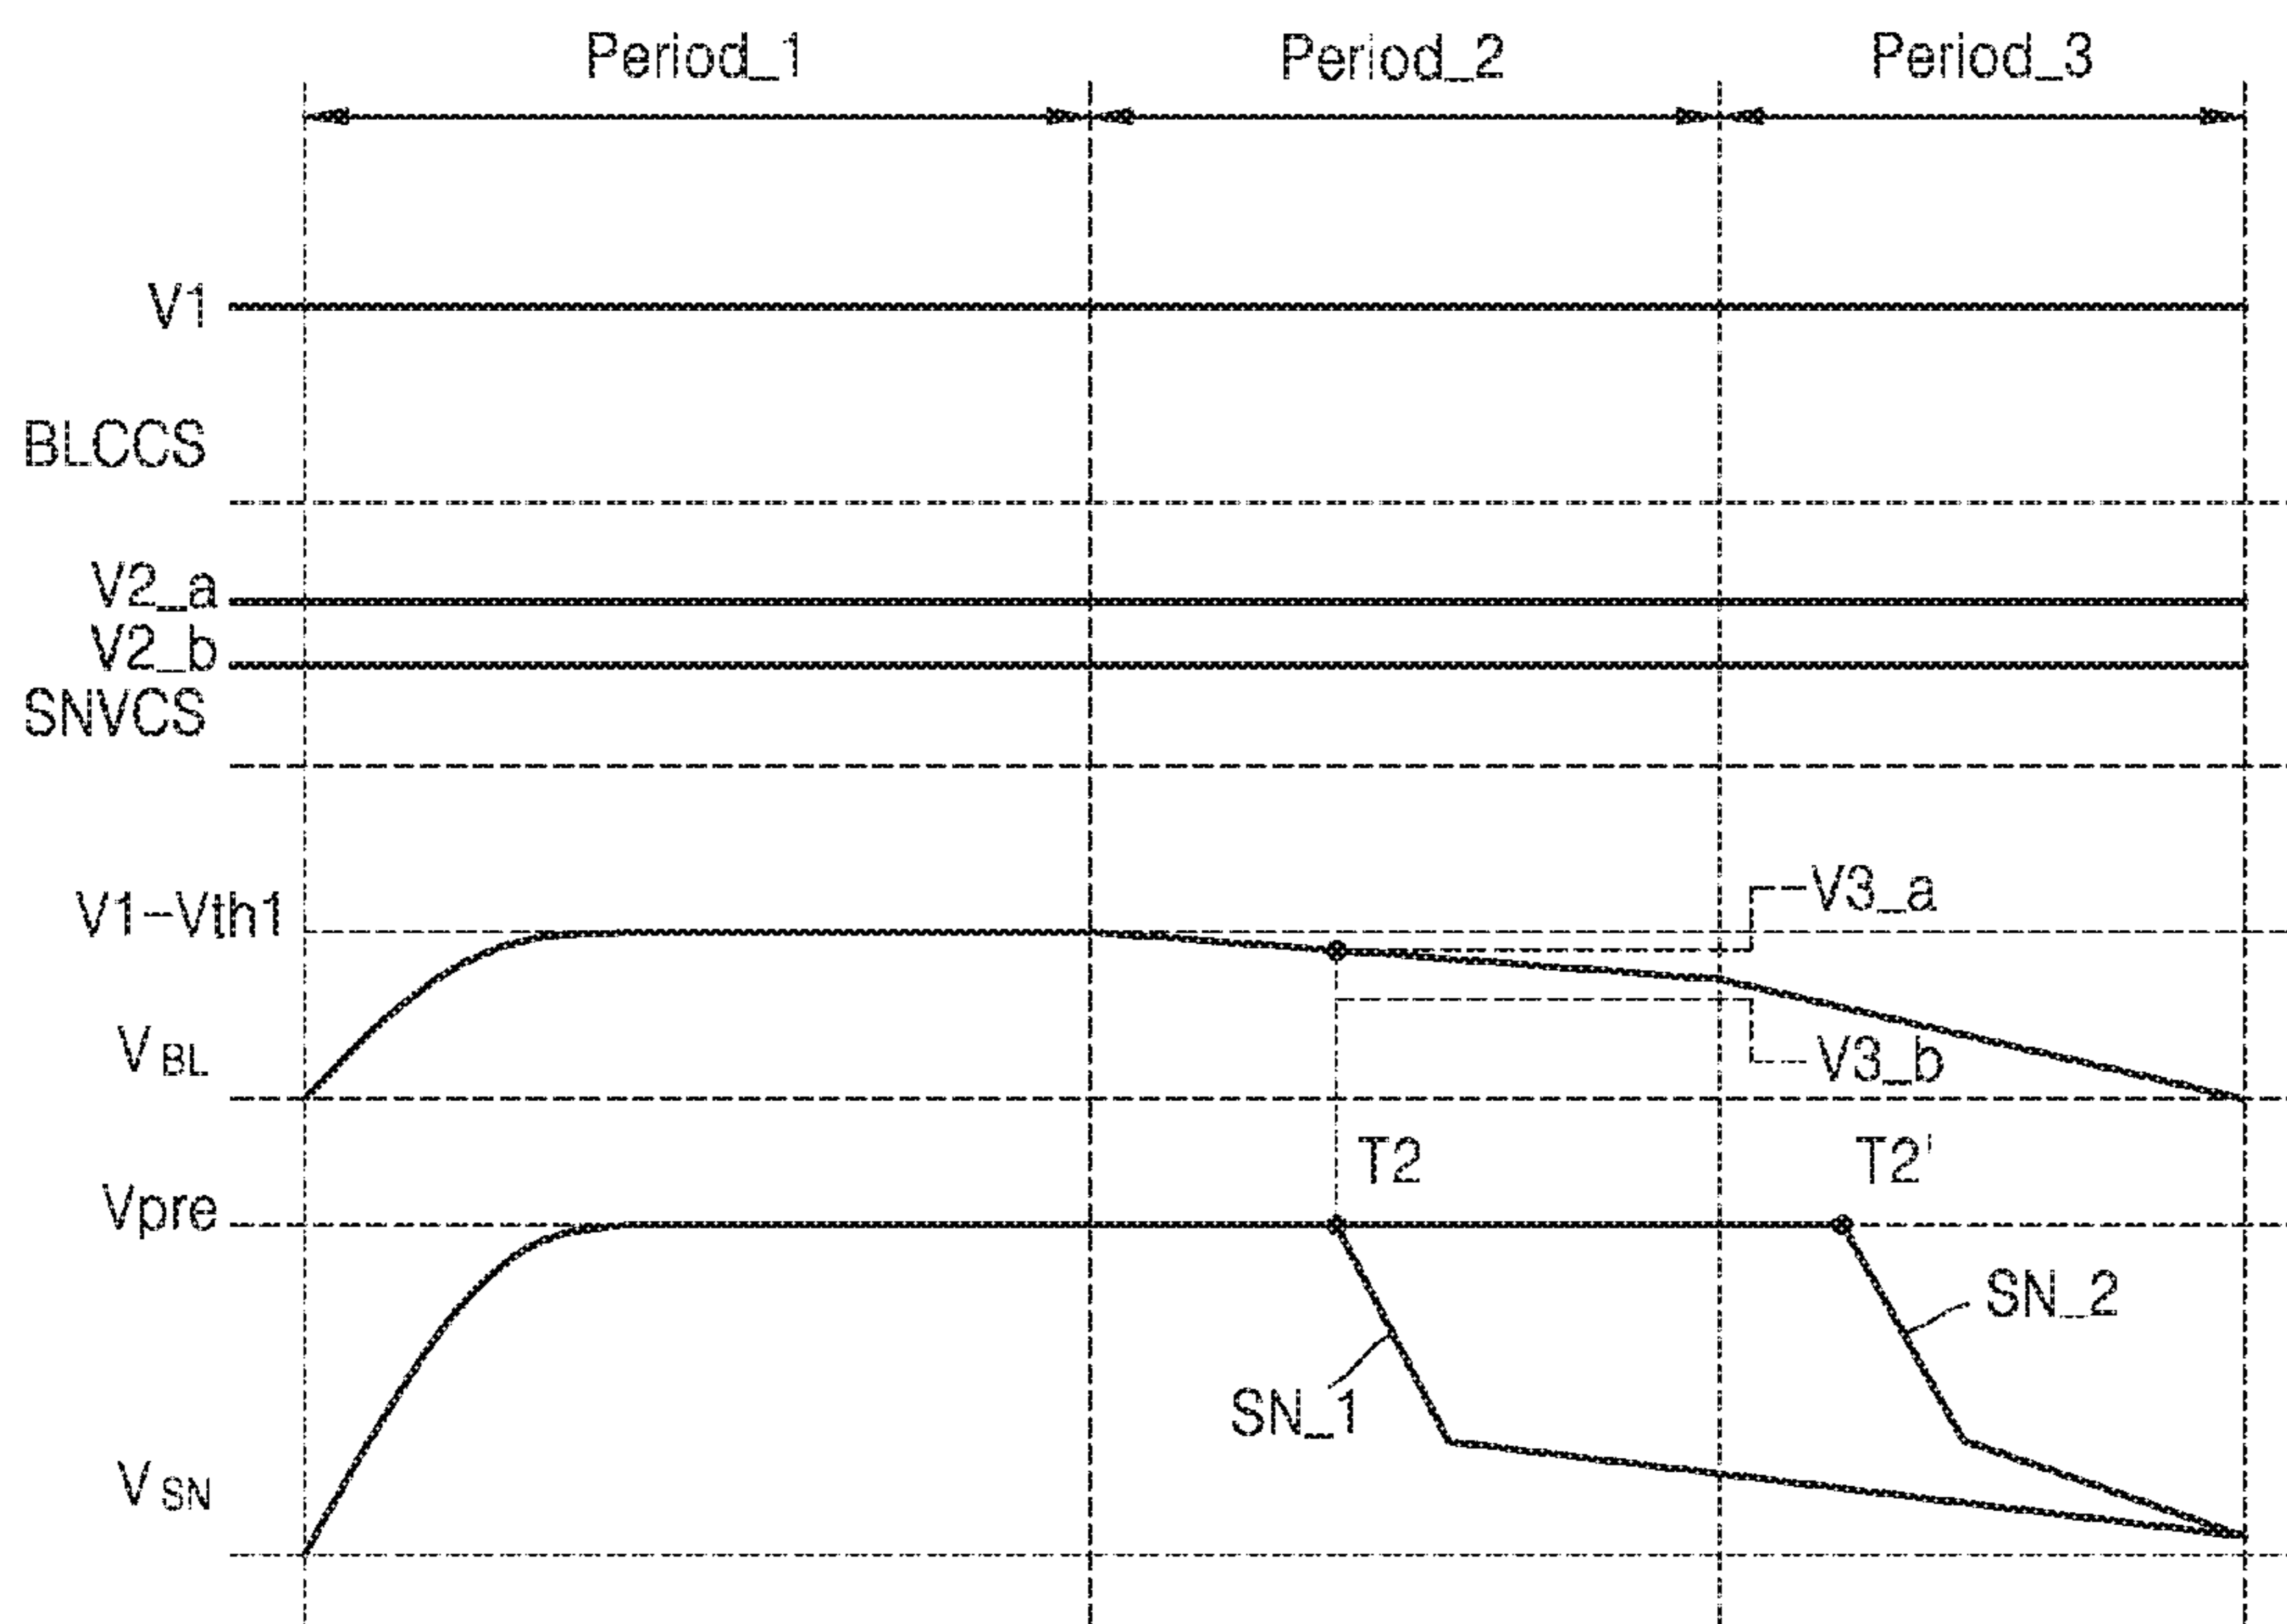 Period_1 Period_2 Period_3
V1
BLCCS
V2_a
V2_b
SNVCS
V3_a
V1-Vth1
VBL
V3_b
T2 T2'
Vpre
SN_2
SN_1
VSN